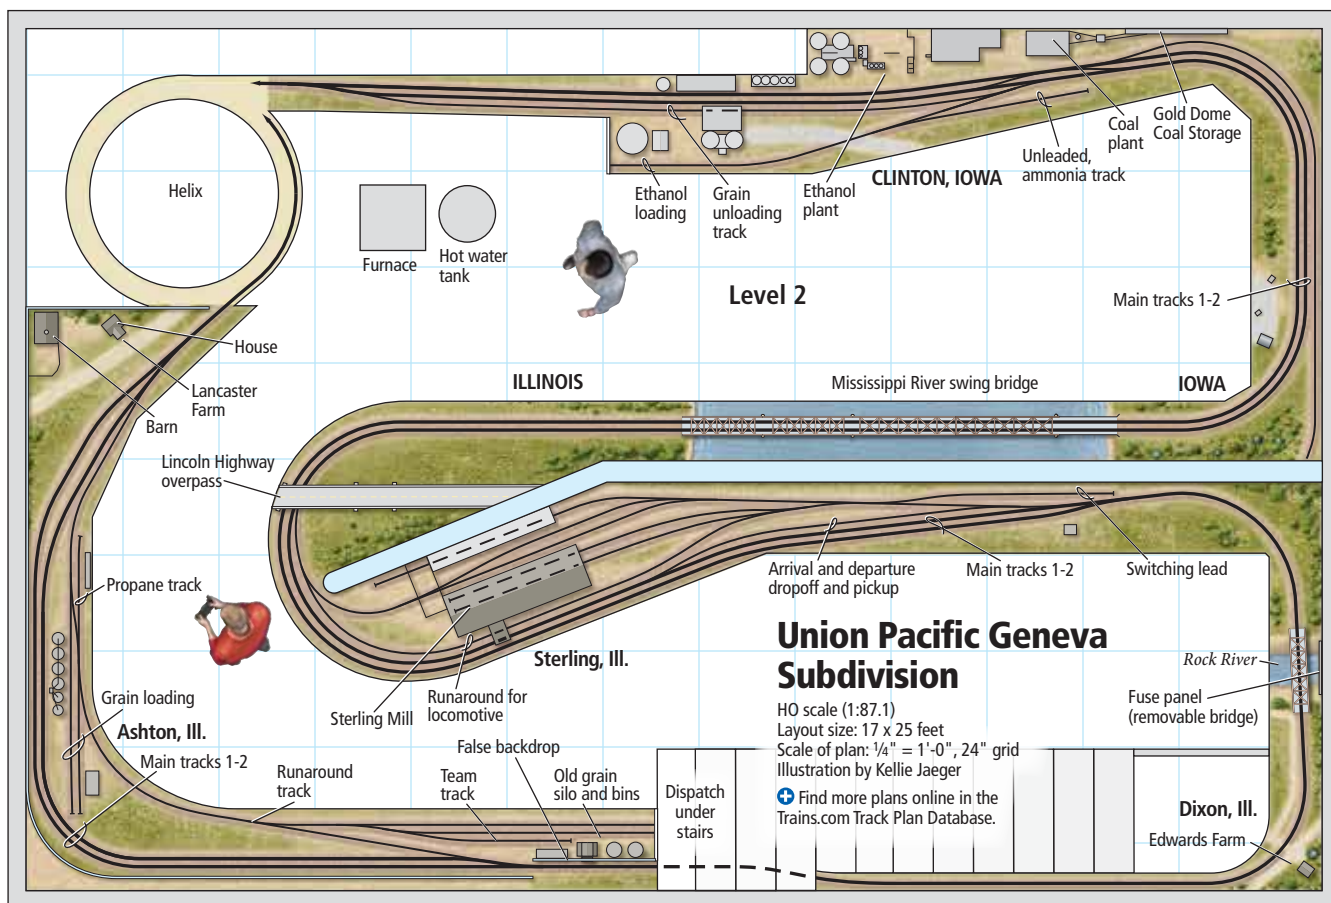 Helix
Furnace
Hot water
tank
Ethanol
loading
Grain
unloading
track
Ethanol
plant
CLINTON, IOWA
Unleaded,
ammonia track
Coal
plant
Gold Dome
Coal Storage
Level 2
Main tracks 1-2
House
Lancaster
Farm
Barn
ILLINOIS
Mississippi River swing bridge
IOWA
Lincoln Highway
overpass
Propane track
Grain loading
Ashton, Ill.
Main tracks 1-2
Runaround
track
Sterling Mill
Runaround for
locomotive
Sterling, Ill.
False backdrop
Team
track
Old grain
silo and bins
Dispatch
under
stairs
Arrival and departure
dropoff and pickup
Main tracks 1-2
Switching lead
Union Pacific Geneva
Subdivision
HO scale (1:87.1)
Layout size: 17 x 25 feet
Scale of plan: 1/4" = 1'-0", 24" grid
Illustration by Kellie Jaeger
Find more plans online in the
Trains.com Track Plan Database.
Rock River
Fuse panel
(removable bridge)
Dixon, Ill.
Edwards Farm